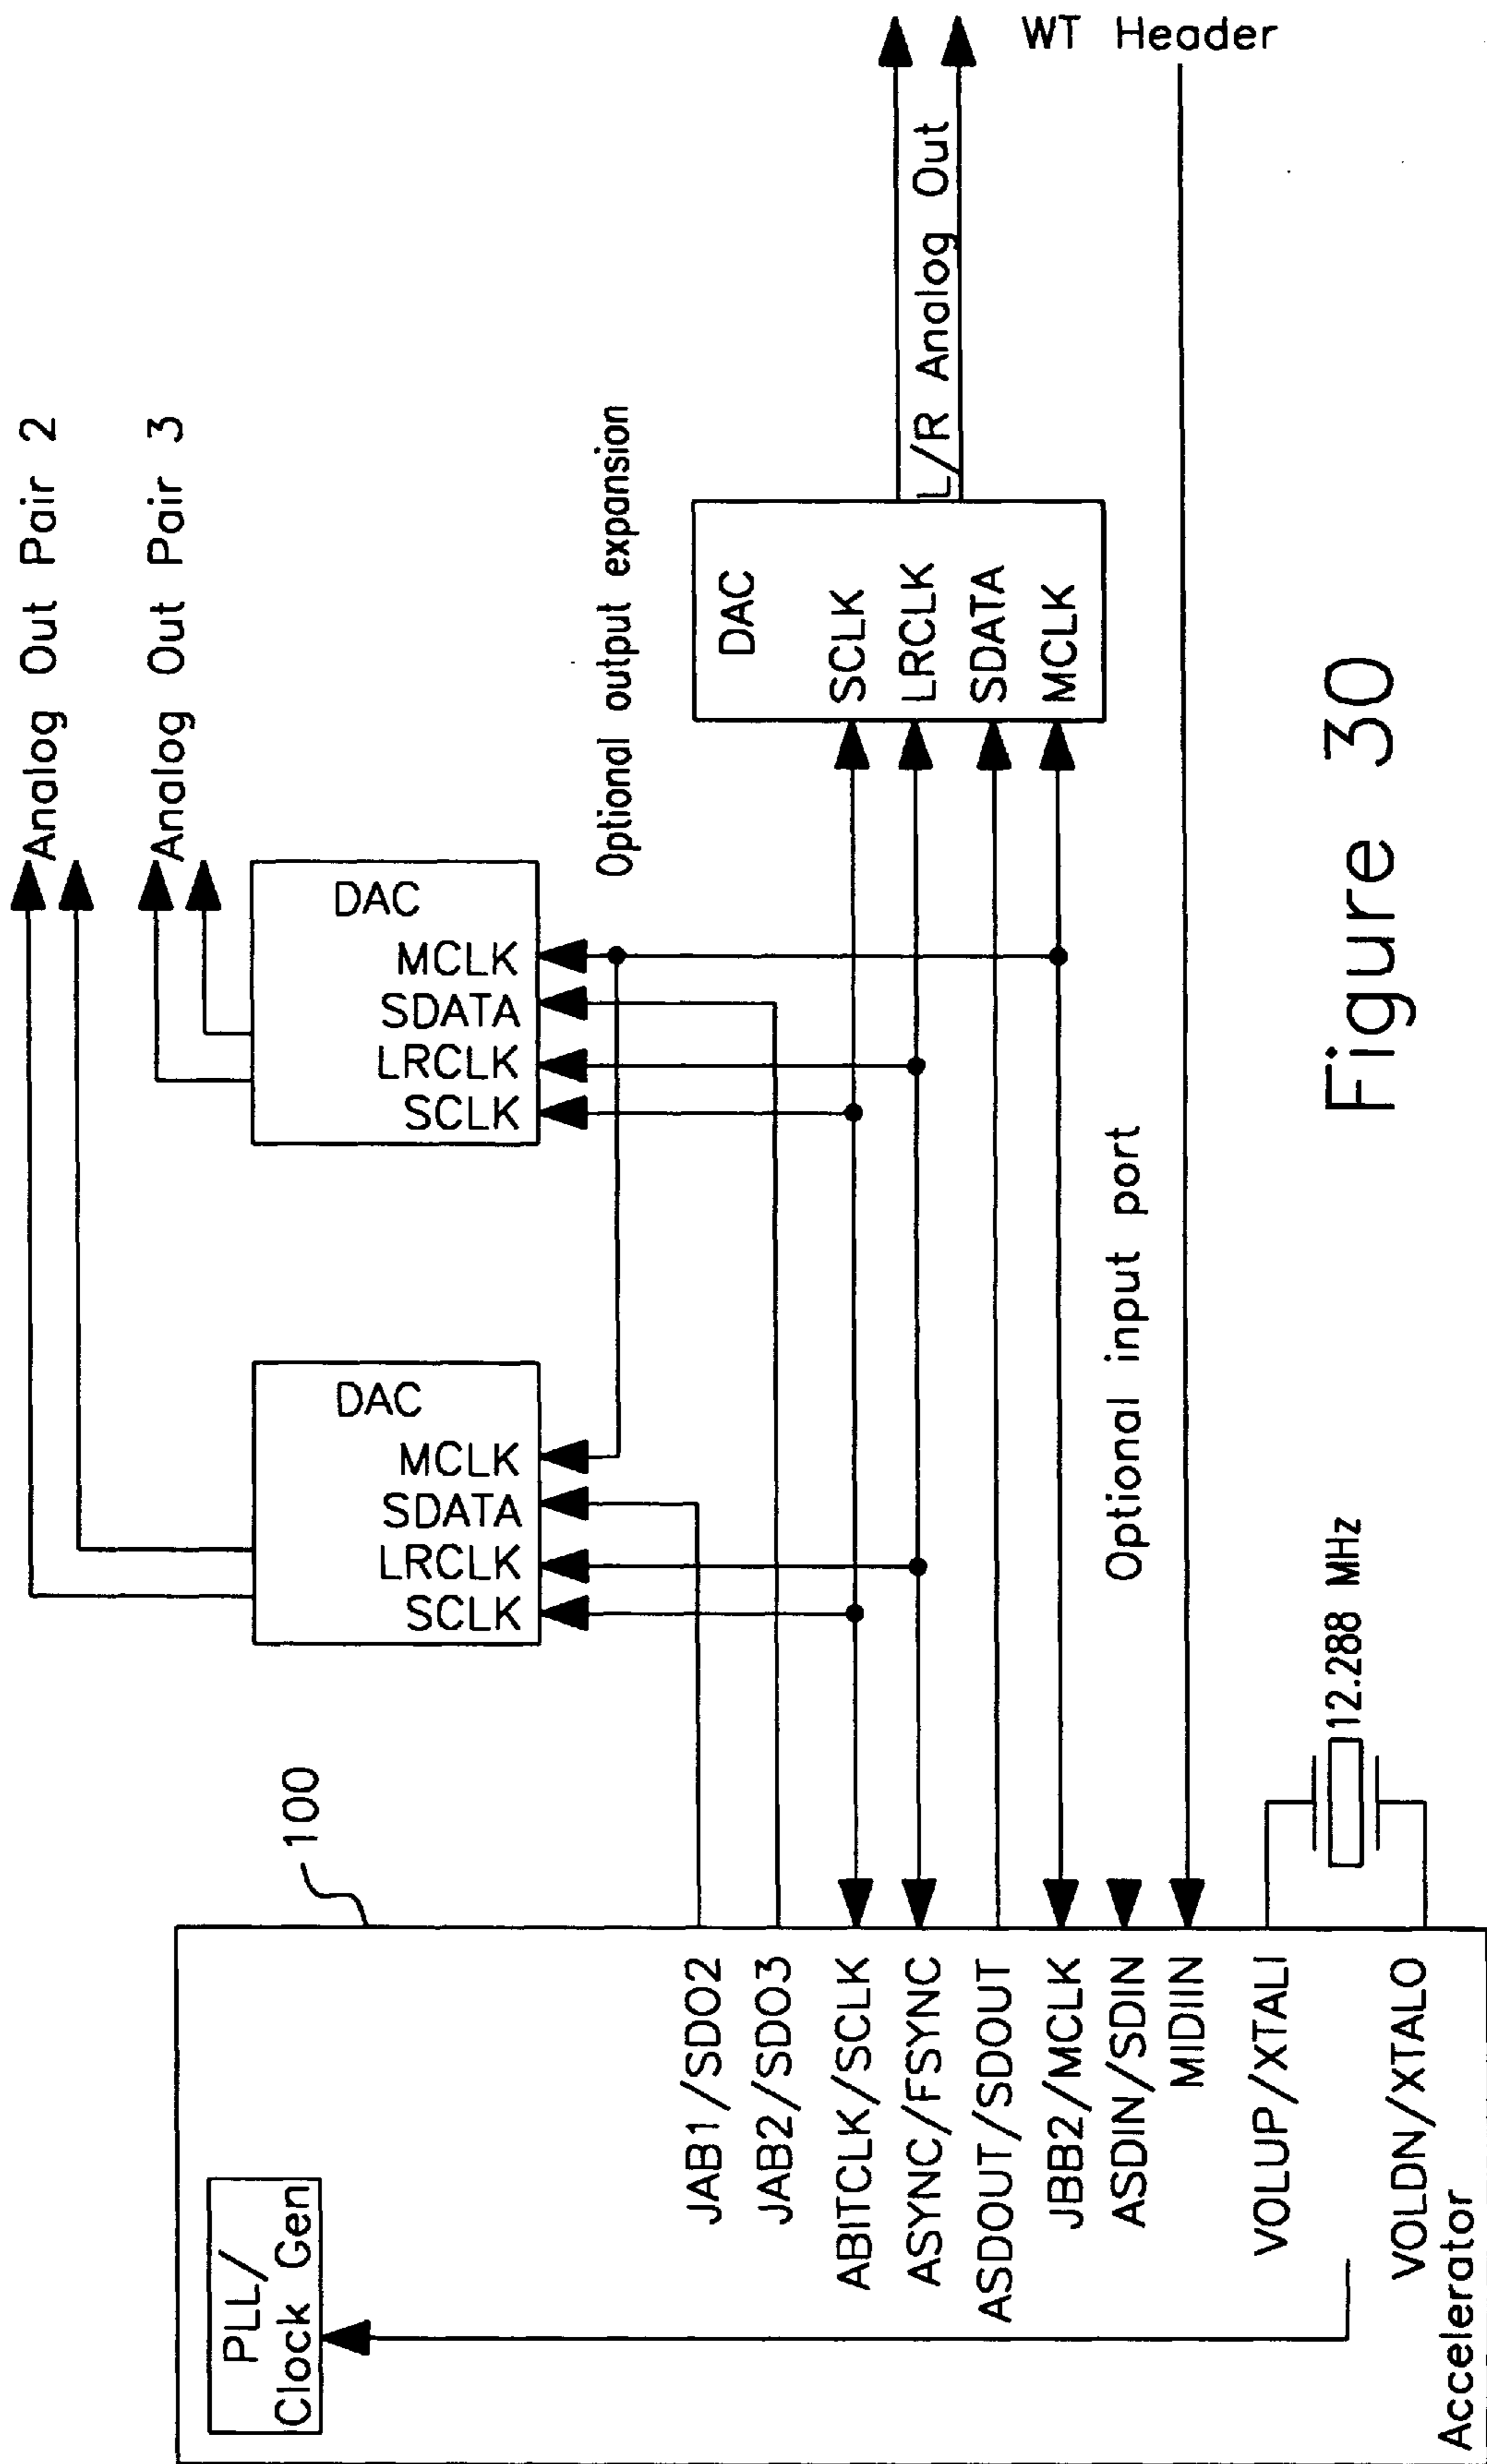 Analog Out Pair 2
Analog Out Pair 3
DAC
MCLK
SDATA
LRCLK
SCLK
DAC
MCLK
SDATA
LRCLK
SCLK
Optional output expansion
DAC
SCLK
LRCLK
SDATA
MCLK
L/R Analog Out
WT Header
100
PLL/
Clock Gen
JAB1/SDO2
JAB2/SDO3
ABITCLK/SCLK
ASYNC/FSYNC
ASDOUT/SDOUT
JBB2/MCLK
ASDIN/SDIN
MIDIIN
VOLUP/XTALI
VOLDN/XTALO
Accelerator
Optional input port
12.288 MHz
Figure 30